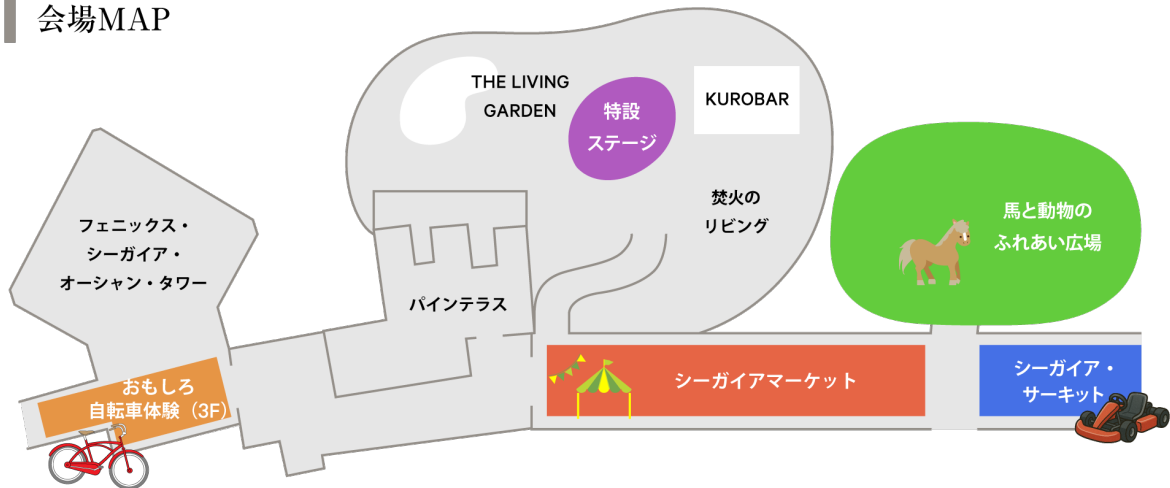 会場MAP
THE LIVING
GARDEN
特設
ステージ
KUROBAR
焚火の
リビング
馬と動物の
ふれあい広場
フェニックス・
シーガイア・
オーシャン・タワー
パインテラス
おもしろ
自転車体験（3F）
シーガイアマーケット
シーガイア・
サーキット